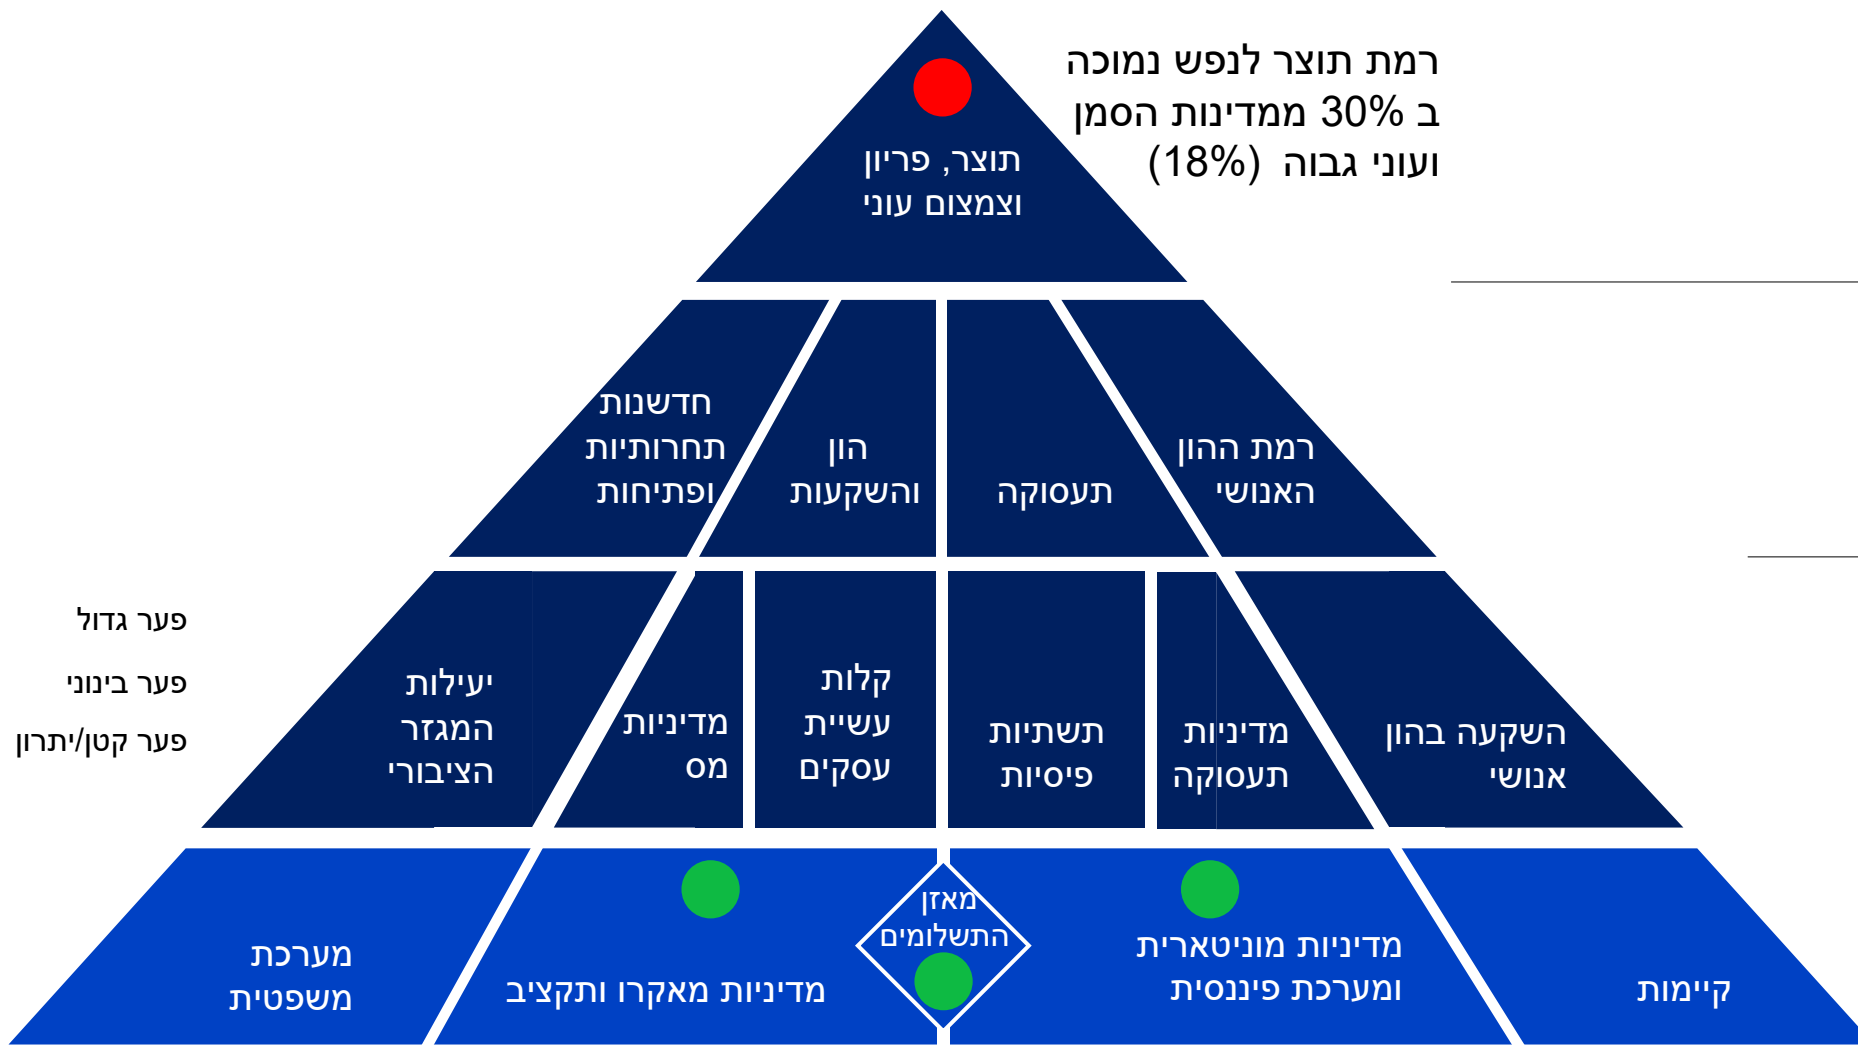 רמת תוצר לנפש נמוכה
ב 30% ממדינות הסמן
ועוני גבוה (18%)
תוצר, פריון
וצמצום עוני
רמת ההון
האנושי
תעסוקה
הון
והשקעות
חדשנות
תחרותיות
ופתיחות
השקעה בהון
אנושי
מדיניות
תעסוקה
תשתיות
פיסיות
קלות
עשיית
עסקים
מדיניות
מס
יעילות
המגזר
הציבורי
פער גדול
פער בינוני
פער קטן/יתרון
קיימות
מדיניות מוניטארית
ומערכת פיננסית
מאזן
התשלומים
מדיניות מאקרו ותקציב
מערכת
משפטית